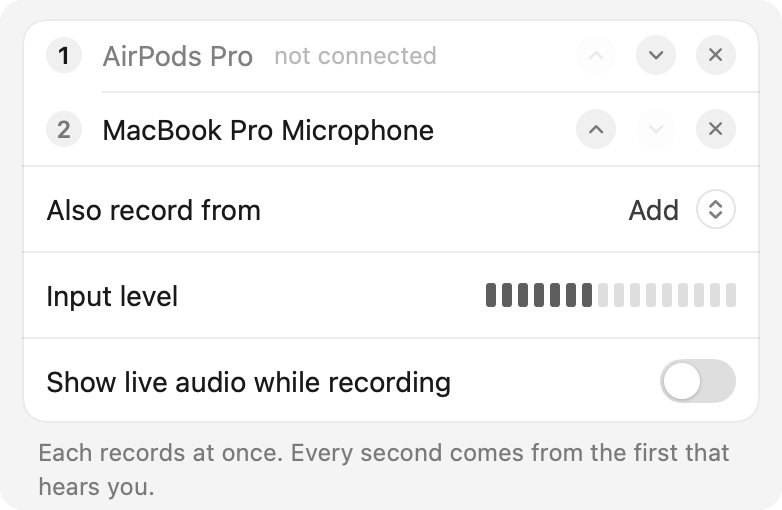 1 AirPods Pro not connected
2 MacBook Pro Microphone
Also record from Add
Input level
Show live audio while recording
Each records at once. Every second comes from the first that
hears you.